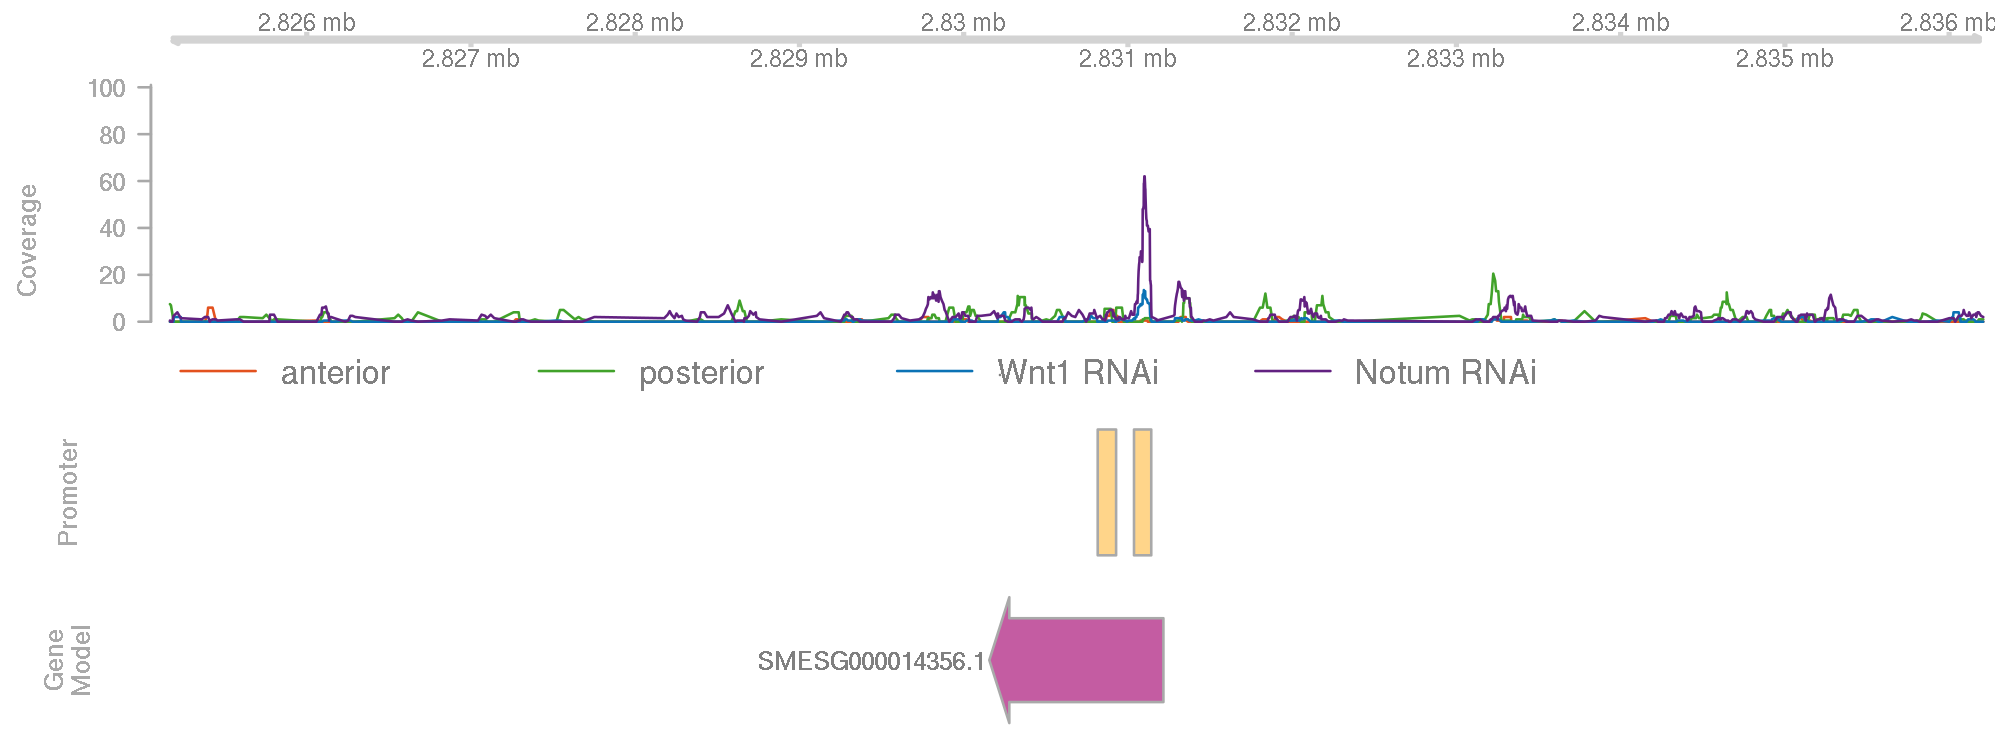 2.826 mb 2.828 mb 2.83 mb 2.832 mb 2.834 mb 2.836 mb
2.827 mb 2.829 mb 2.831 mb 2.833 mb 2.835 mb
100
80
60
40
20
0
Coverage
anterior posterior Wnt1 RNAi Notum RNAi
Promoter
Gene
Model
SMESG000014356.1